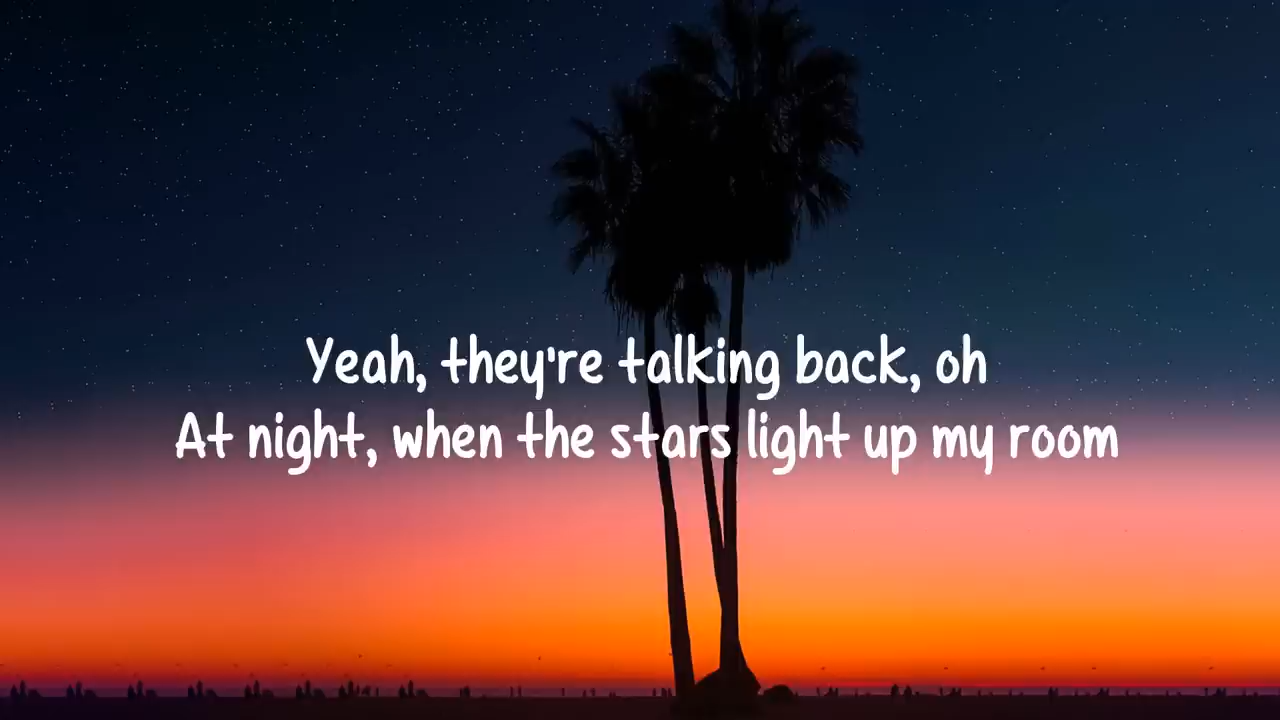 Yeah, they're talking back, oh
At night, when the stars light up my room